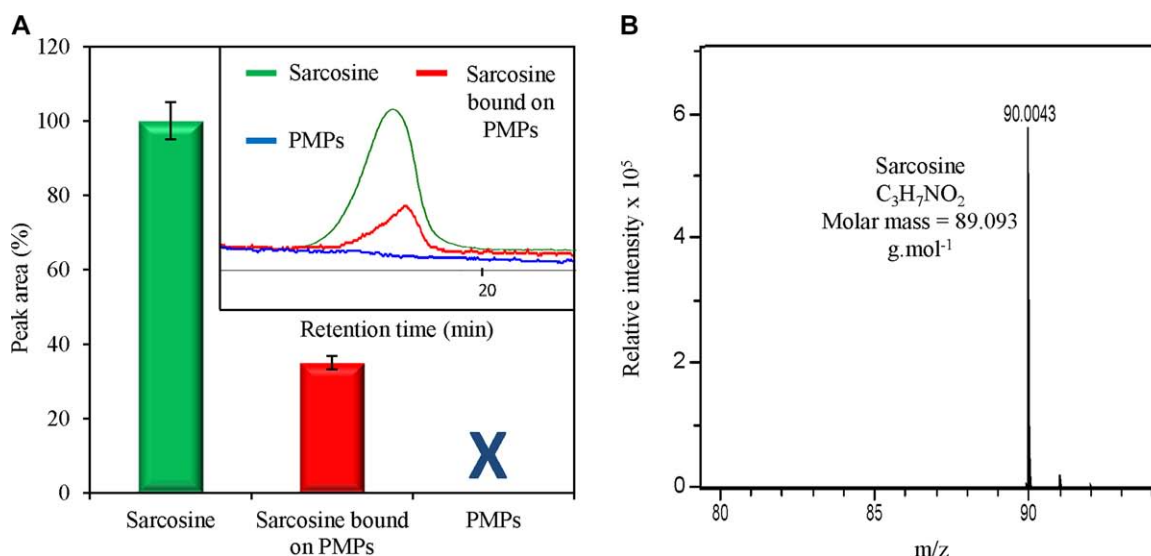 A
120
100
80
60
40
20
0
Peak area (%)
Sarcosine
PMPs
Sarcosine
bound on
PMPs
20
Retention time (min)
X
Sarcosine
Sarcosine bound
on PMPs
PMPs
B
6
4
2
0
Relative intensity x 10⁵
90.0043
Sarcosine
C₃H₇NO₂
Molar mass = 89.093
g.mol⁻¹
80
85
90
m/z